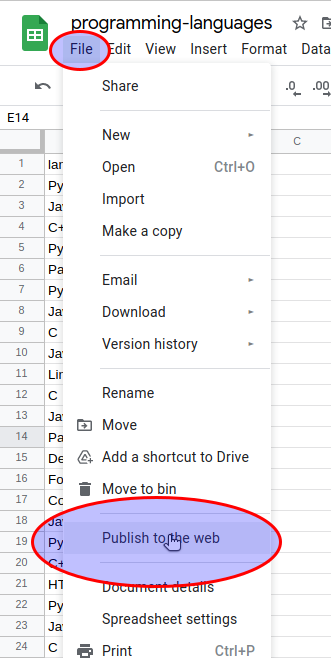 programming-languages
File Edit View Insert Format Data
.0 .00
E14
C
Share
New
Open Ctrl+O
Import
Make a copy
Email
Download
Version history
Rename
Move
Add a shortcut to Drive
Move to bin
Publish to the web
Document details
Spreadsheet settings
Print Ctrl+P
1 lan
2 Py
3 Jav
4 C+
5 Py
6 Pa
7 Py
8 Jav
9 C
10 Jav
11 Lin
12 C
13 Jav
14 Pa
15 De
16 Fo
17 Co
18 Jav
19 Py
20 C+
21 HT
22 Py
23 Jav
24 C